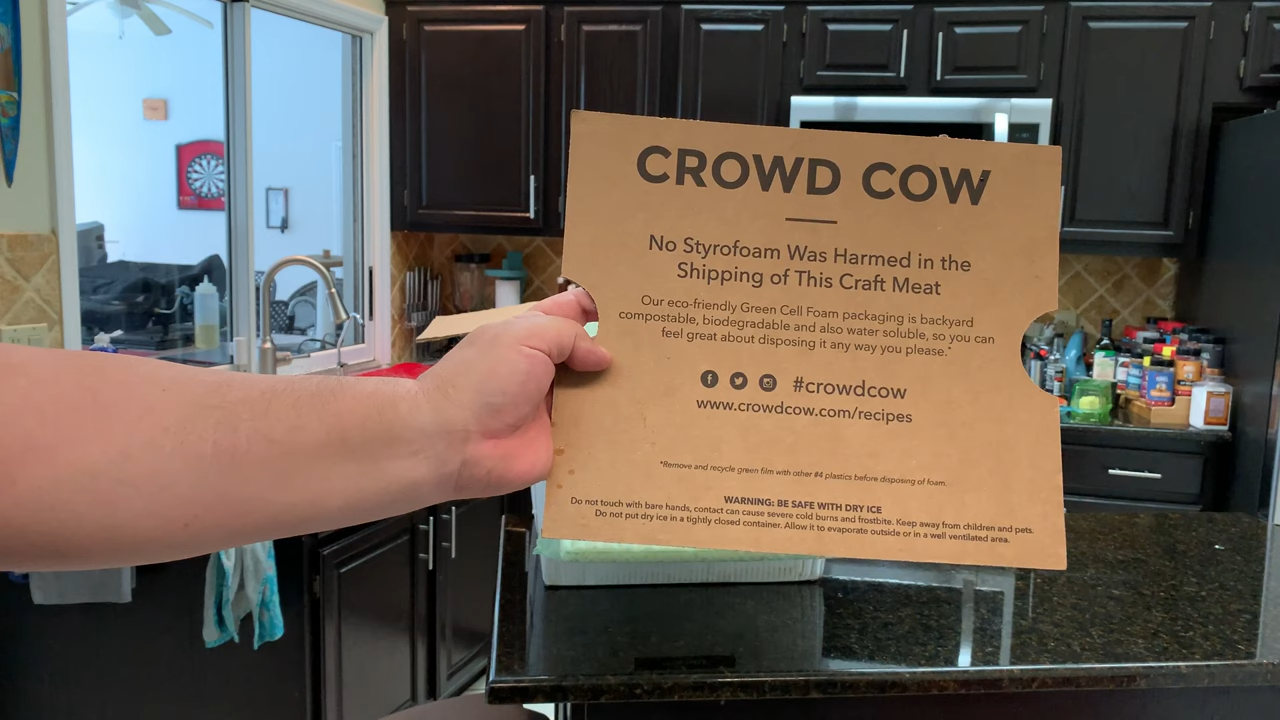 CROWD COW
No Styrofoam Was Harmed in the
Shipping of This Craft Meat
Our eco-friendly Green Cell Foam packaging is backyard
compostable, biodegradable and also water soluble, so you can
feel great about disposing it any way you please.*
#crowdcow
www.crowdcow.com/recipes
*Remove and recycle green film with other #4 plastics before disposing of foam.
WARNING: BE SAFE WITH DRY ICE
Do not touch with bare hands, contact can cause severe cold burns and frostbite. Keep away from children and pets.
Do not put dry ice in a tightly closed container. Allow it to evaporate outside or in a well ventilated area.